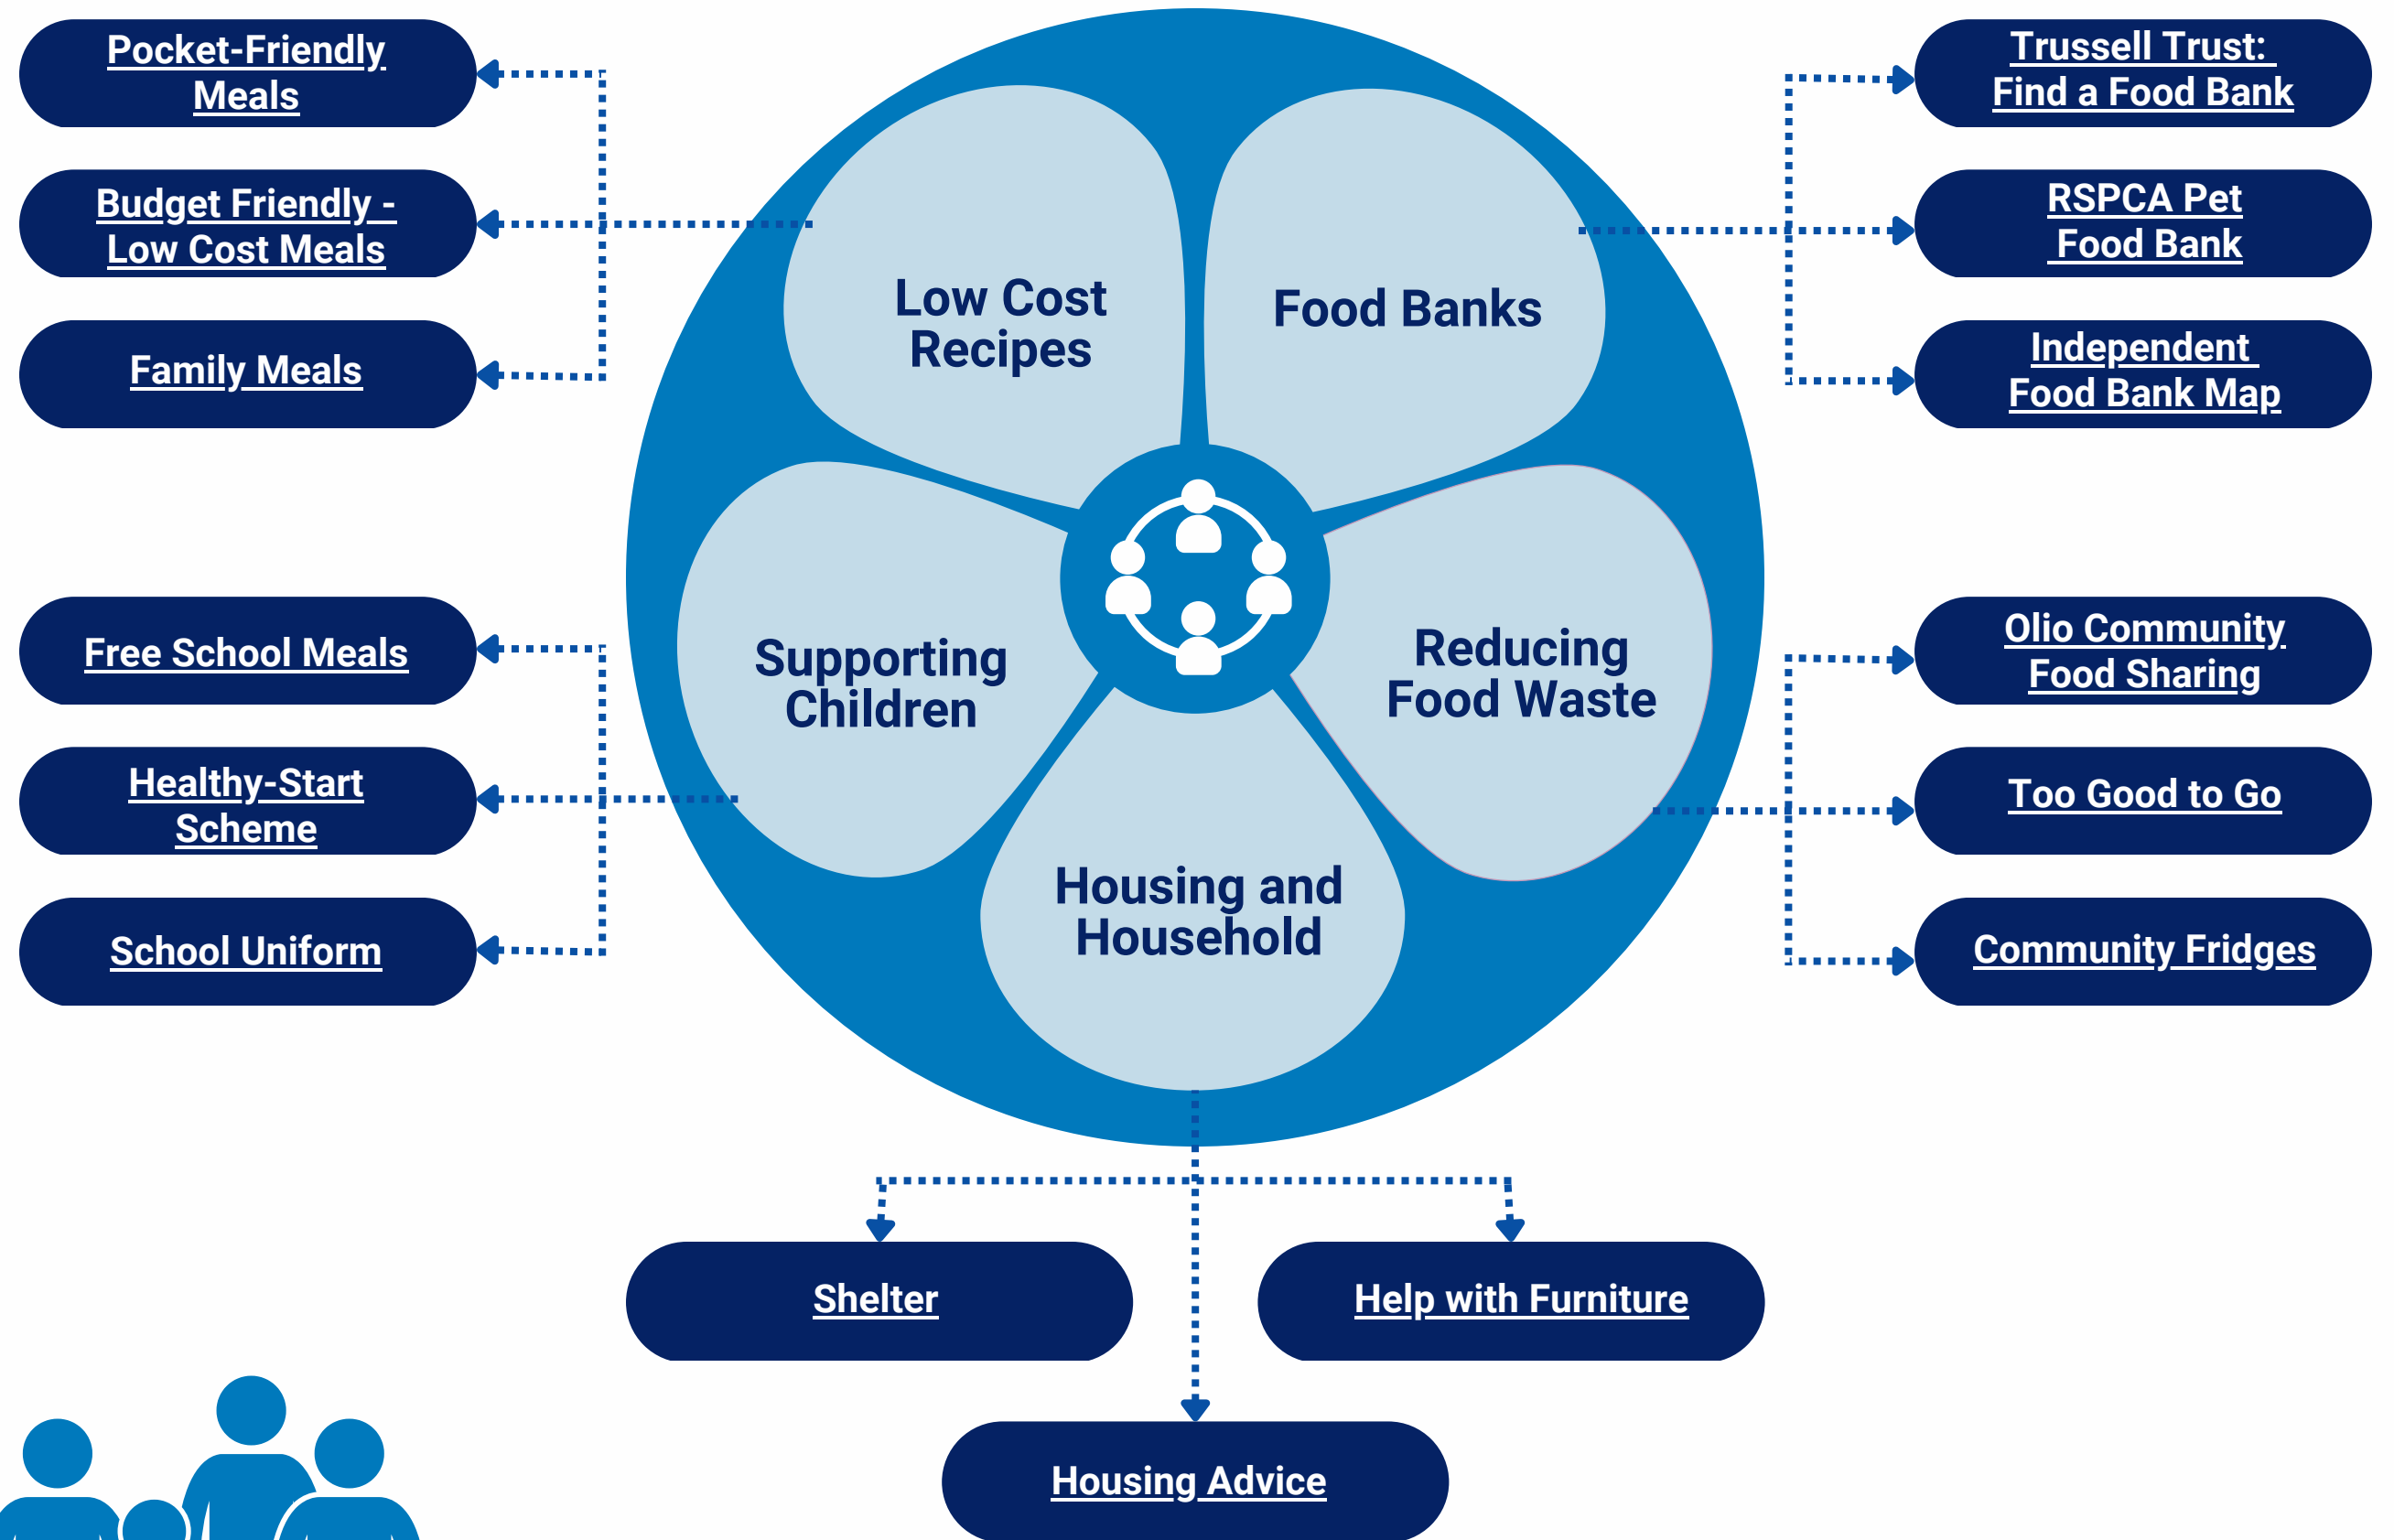 Pocket-Friendly
Meals
Budget Friendly -
Low Cost Meals
Family Meals
Low Cost
Recipes
Food Banks
Trussell Trust:
Find a Food Bank
RSPCA Pet
Food Bank
Independent
Food Bank Map
Free School Meals
Healthy-Start
Scheme
School Uniform
Supporting
Children
Reducing
Food Waste
Olio Community
Food Sharing
Too Good to Go
Community Fridges
Housing and
Household
Shelter
Help with Furniture
Housing Advice